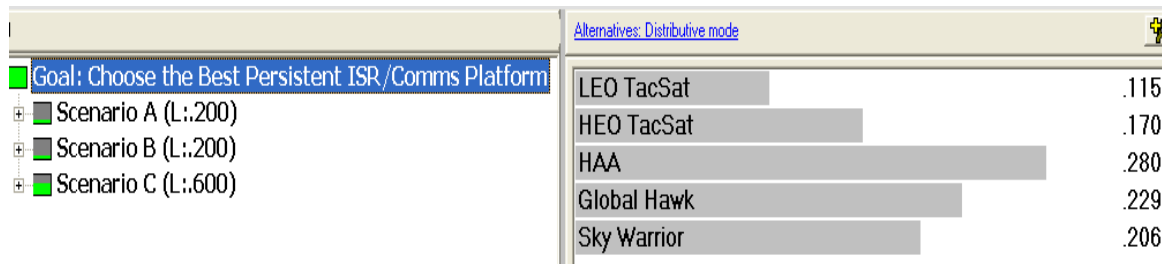 Alternatives: Distributive mode
Goal: Choose the Best Persistent ISR/Comms Platform
Scenario A (L:.200)
Scenario B (L:.200)
Scenario C (L:.600)
LEO TacSat .115
HEO TacSat .170
HAA .280
Global Hawk .229
Sky Warrior .206